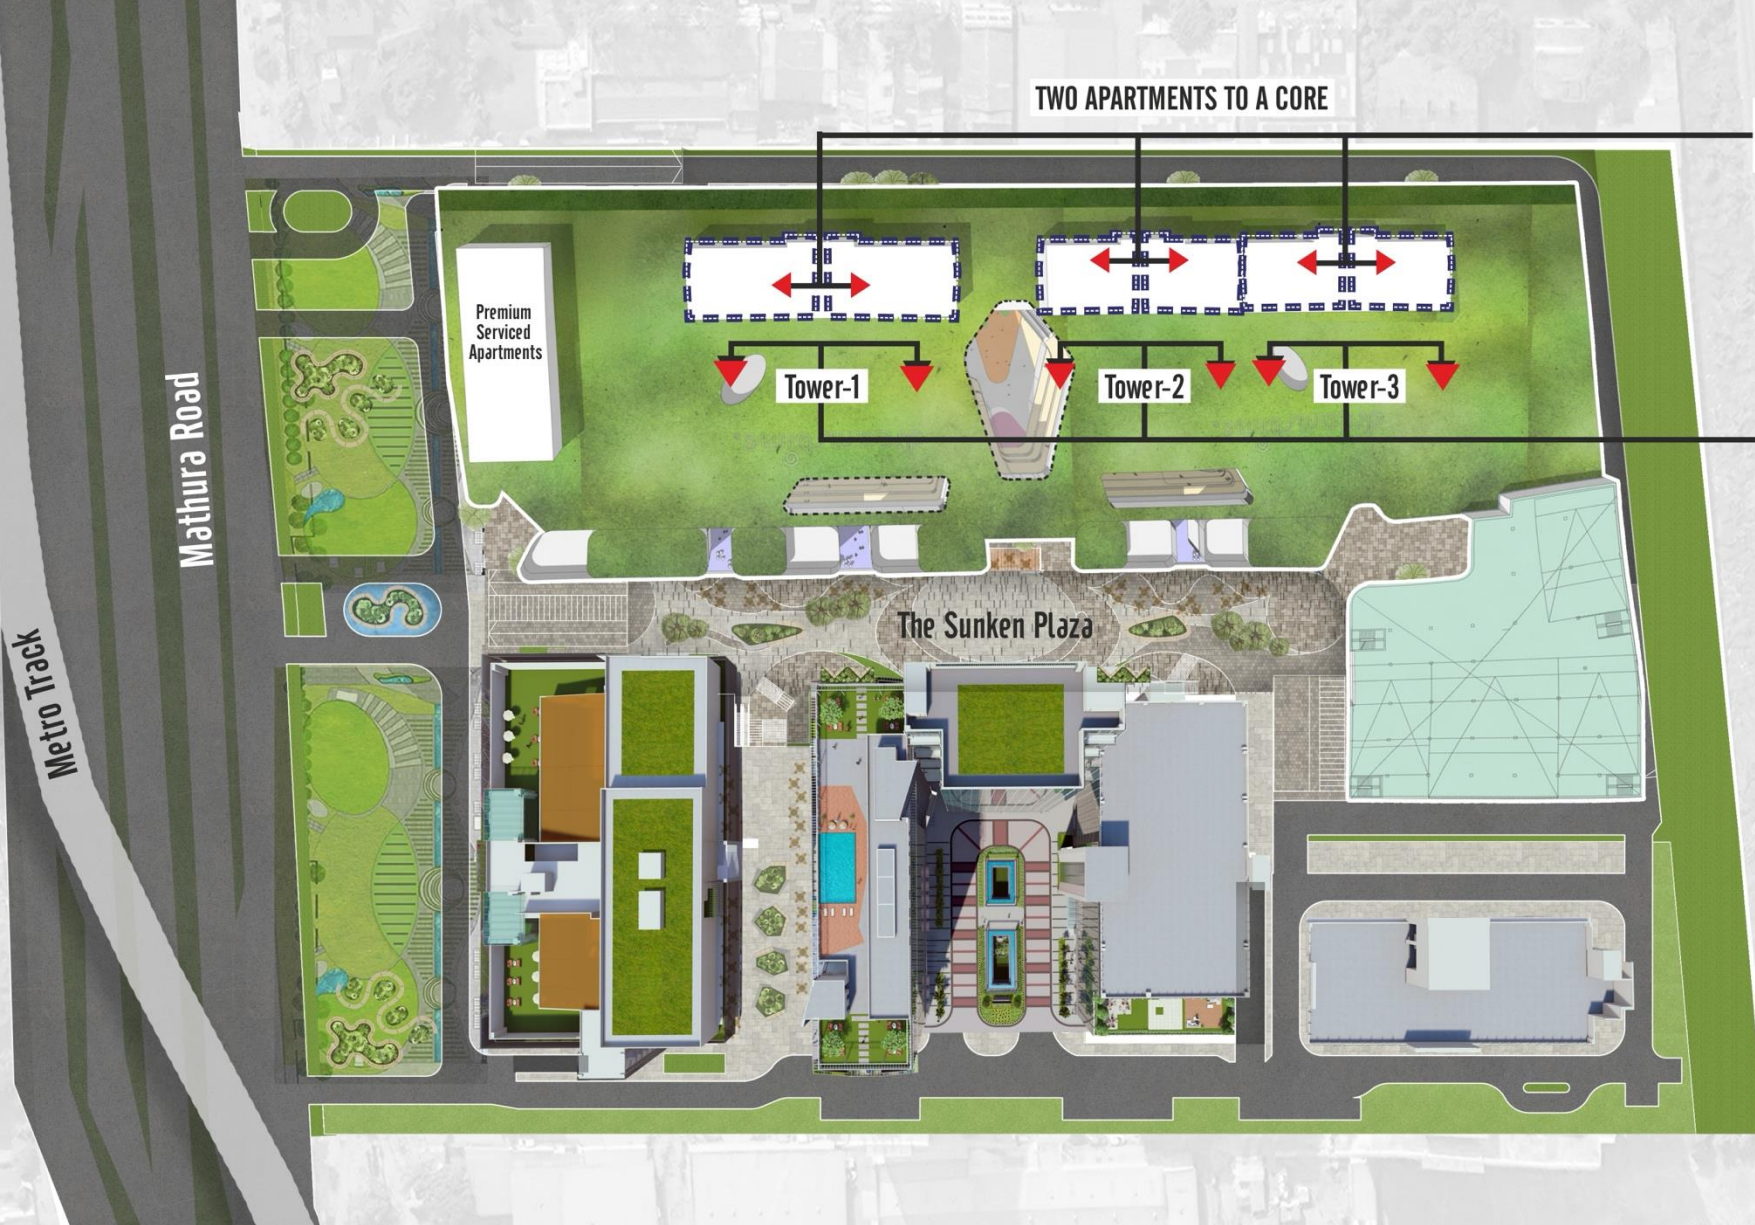 TWO APARTMENTS TO A CORE
Premium
Serviced
Apartments
Tower-1
Tower-2
Tower-3
Mathura Road
The Sunken Plaza
Metro Track